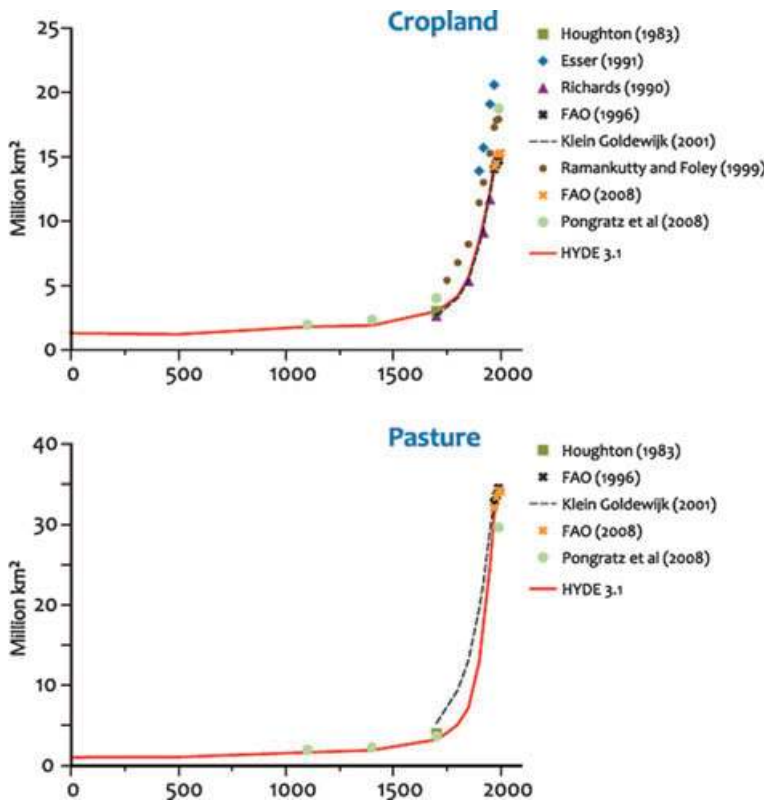 Cropland
25
20
15
10
5
0
Million km²
0 500 1000 1500 2000
Houghton (1983)
Esser (1991)
Richards (1990)
FAO (1996)
Klein Goldewijk (2001)
Ramankutty and Foley (1999)
FAO (2008)
Pongratz et al (2008)
HYDE 3.1
Pasture
40
30
20
10
0
Million km²
0 500 1000 1500 2000
Houghton (1983)
FAO (1996)
Klein Goldewijk (2001)
FAO (2008)
Pongratz et al (2008)
HYDE 3.1